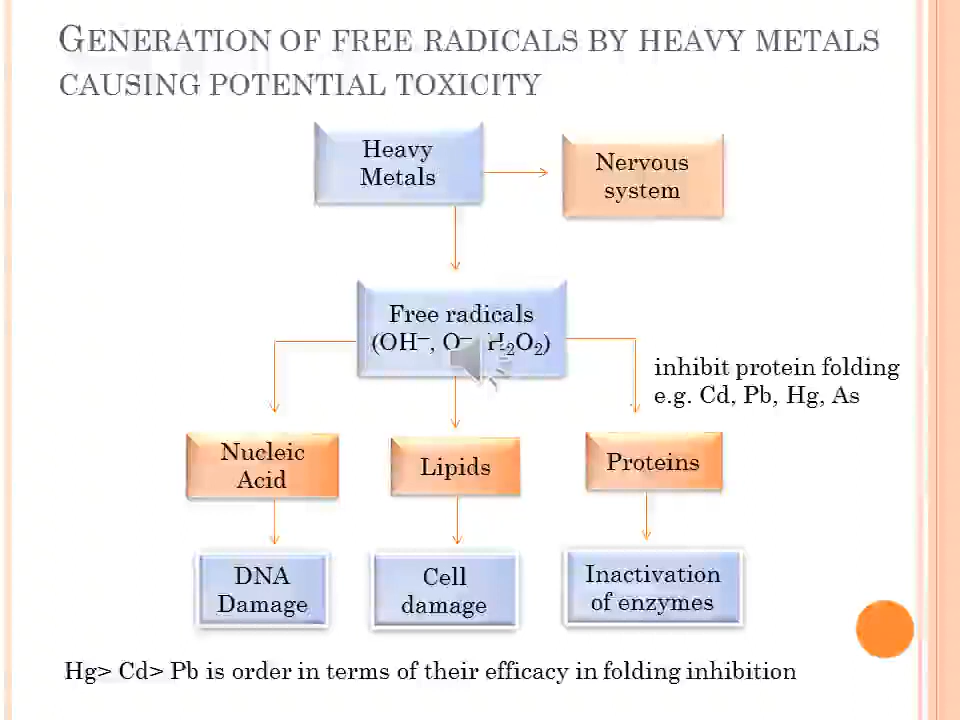 GENERATION OF FREE RADICALS BY HEAVY METALS
CAUSING POTENTIAL TOXICITY
Heavy
Metals
Nervous
system
Free radicals
(OH⁻, O⁻, H₂O₂)
inhibit protein folding
e.g. Cd, Pb, Hg, As
Nucleic
Acid
Lipids
Proteins
DNA
Damage
Cell
damage
Inactivation
of enzymes
Hg> Cd> Pb is order in terms of their efficacy in folding inhibition